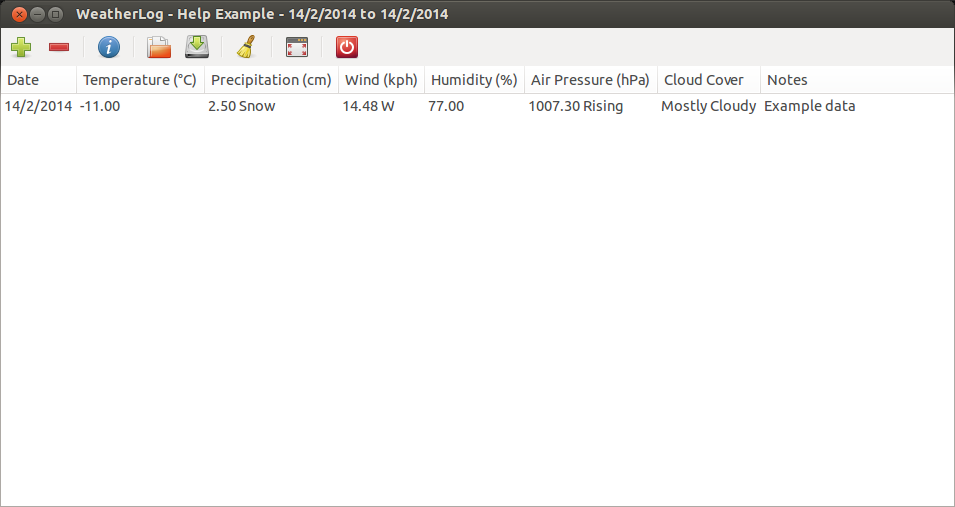 WeatherLog - Help Example - 14/2/2014 to 14/2/2014
Date Temperature (°C) Precipitation (cm) Wind (kph) Humidity (%) Air Pressure (hPa) Cloud Cover Notes
14/2/2014 -11.00 2.50 Snow 14.48 W 77.00 1007.30 Rising Mostly Cloudy Example data